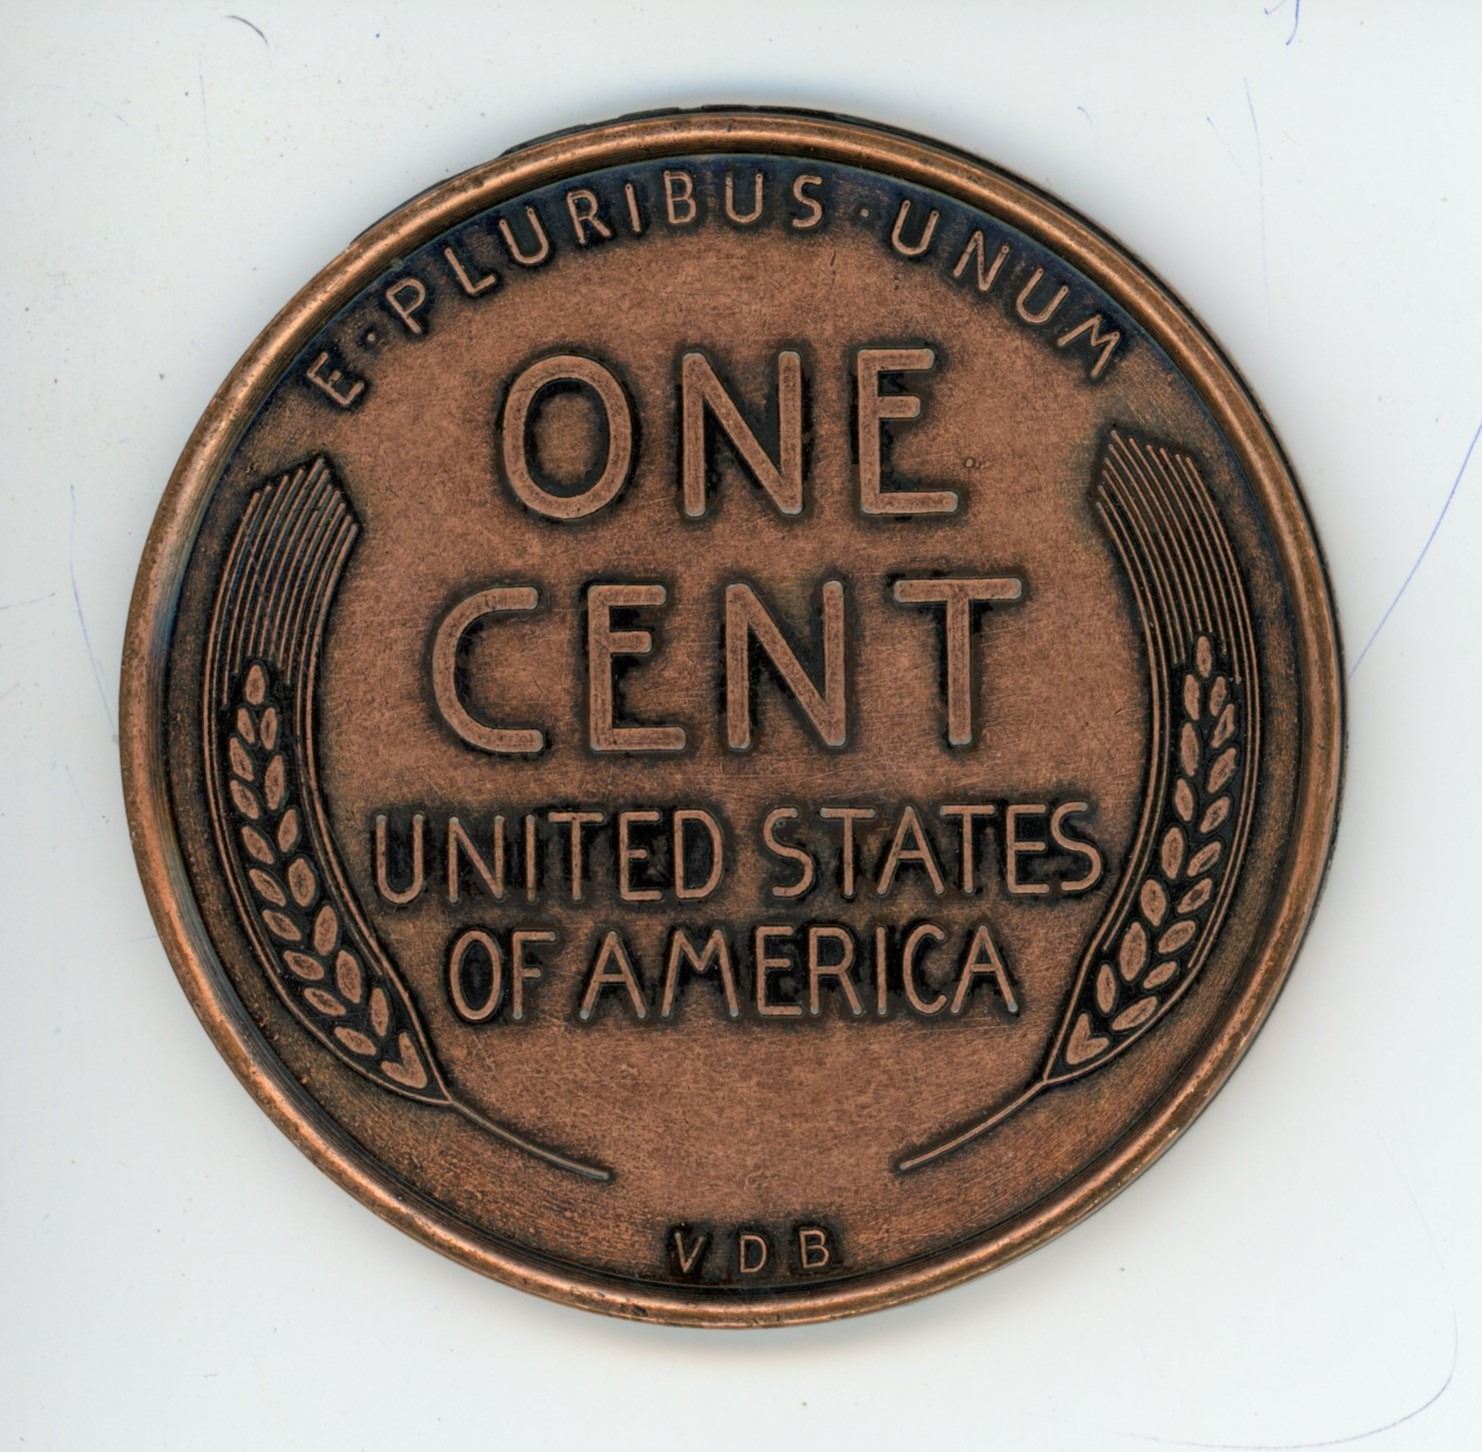 E·PLURIBUS·UNUM
ONE
CENT
UNITED STATES
OF AMERICA
VDB